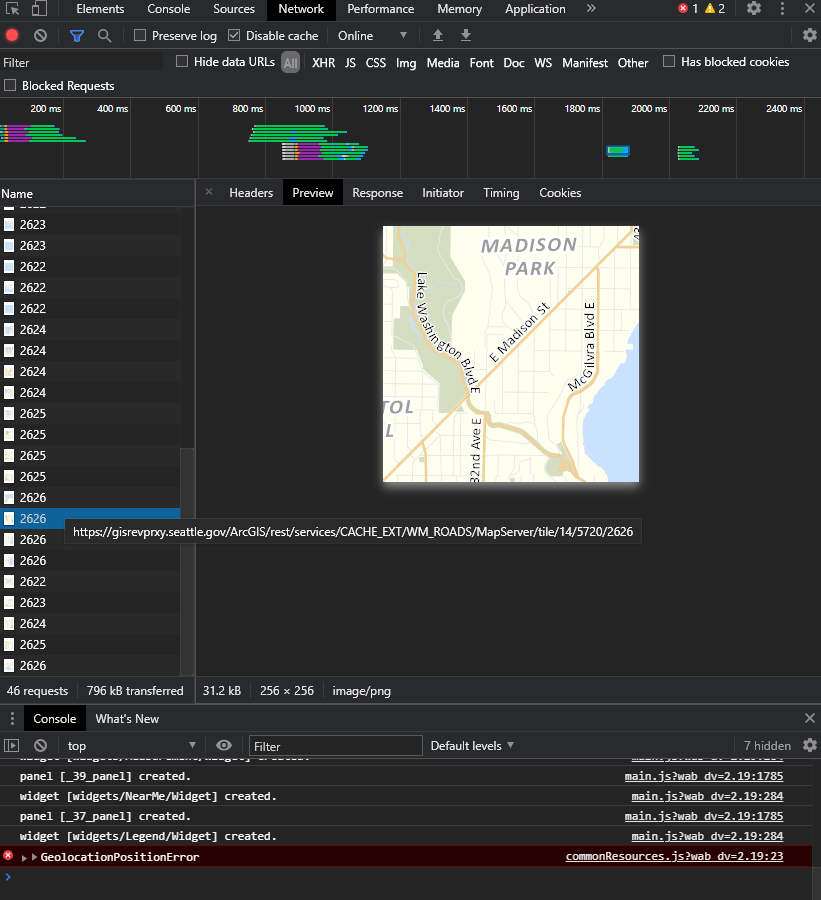 Elements Console Sources Network Performance Memory Application » 1 2
Preserve log Disable cache Online
Filter Hide data URLs All XHR JS CSS Img Media Font Doc WS Manifest Other Has blocked cookies
Blocked Requests
200 ms 400 ms 600 ms 800 ms 1000 ms 1200 ms 1400 ms 1600 ms 1800 ms 2000 ms 2200 ms 2400 ms
Name
× Headers Preview Response Initiator Timing Cookies
2623
2623
2622
2622
2622
2624
2624
2624
2624
2625
2625
2625
2625
2626
2626
2626
2626
2622
2623
2624
2625
2626
MADISON
PARK
43
Lake Washington Blvd E
E Madison St
McGilvra Blvd E
TOL
L
32nd Ave E
https://gisrevprxy.seattle.gov/ArcGIS/rest/services/CACHE_EXT/WM_ROADS/MapServer/tile/14/5720/2626
46 requests 796 kB transferred 31.2 kB 256 × 256 image/png
Console What's New
top Filter Default levels 7 hidden
panel [_39_panel] created. main.js?wab_dv=2.19:1785
widget [widgets/NearMe/Widget] created. main.js?wab_dv=2.19:284
panel [_37_panel] created. main.js?wab_dv=2.19:1785
widget [widgets/Legend/Widget] created. main.js?wab_dv=2.19:284
GeolocationPositionError commonResources.js?wab_dv=2.19:23